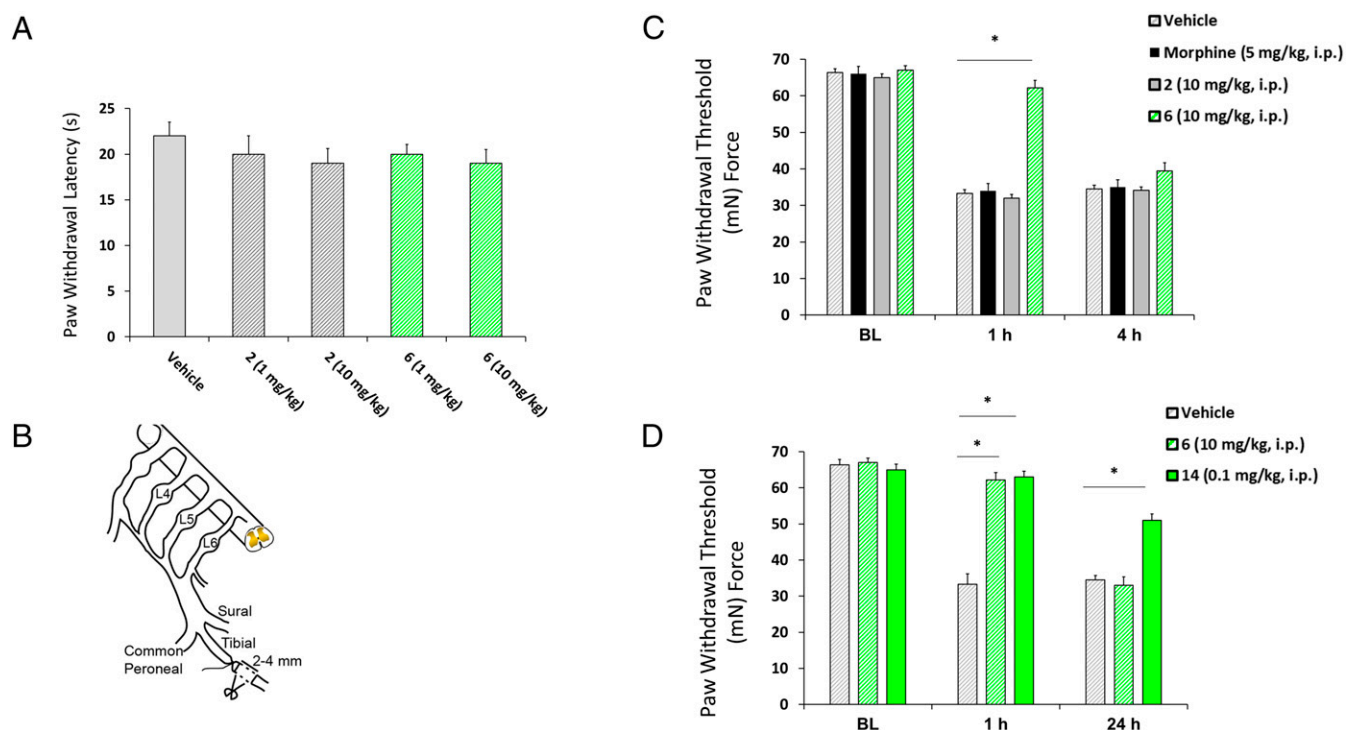 A
Paw Withdrawal Latency (s)
25
20
15
10
5
0
Vehicle
2 (1 mg/kg)
2 (10 mg/kg)
6 (1 mg/kg)
6 (10 mg/kg)
B
L4
L5
L6
Sural
Tibial
Common
Peroneal
2-4 mm
C
Vehicle
Morphine (5 mg/kg, i.p.)
2 (10 mg/kg, i.p.)
6 (10 mg/kg, i.p.)
Paw Withdrawal Threshold
(mN) Force
70
60
50
40
30
20
10
0
*
BL
1 h
4 h
D
Vehicle
6 (10 mg/kg, i.p.)
14 (0.1 mg/kg, i.p.)
Paw Withdrawal Threshold
(mN) Force
70
60
50
40
30
20
10
0
*
*
*
BL
1 h
24 h